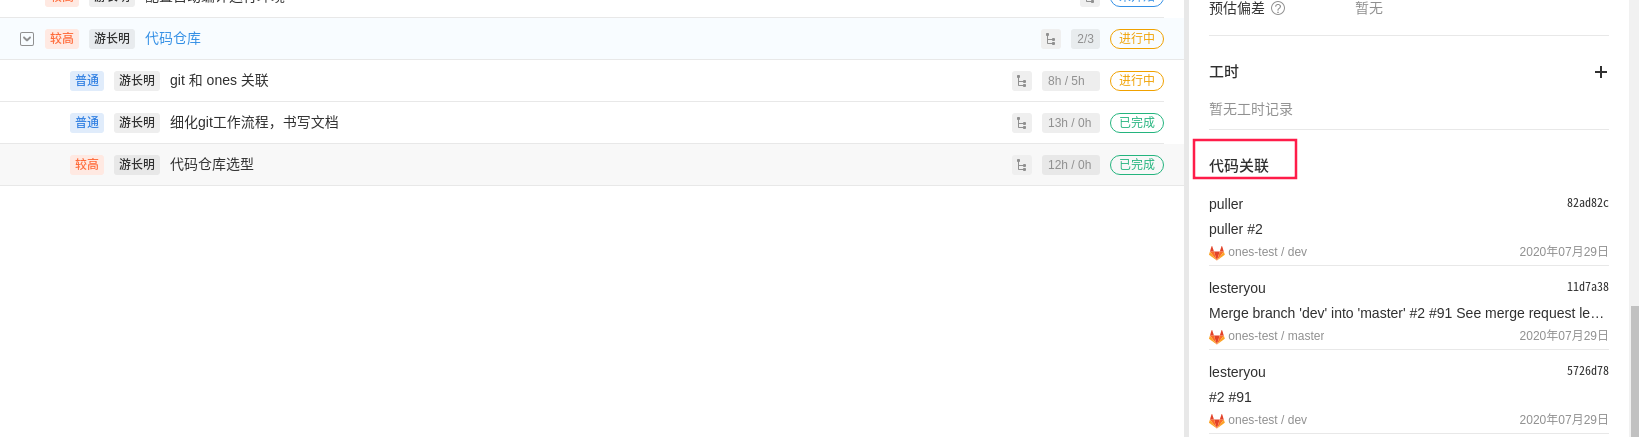 较高 游长明 代码仓库 2/3 进行中
普通 游长明 git 和 ones 关联 8h / 5h 进行中
普通 游长明 细化git工作流程，书写文档 13h / 0h 已完成
较高 游长明 代码仓库选型 12h / 0h 已完成
预估偏差 ? 暂无
工时 +
暂无工时记录
代码关联
puller 82ad82c
puller #2
ones-test / dev 2020年07月29日
lesteryou 11d7a38
Merge branch 'dev' into 'master' #2 #91 See merge request le…
ones-test / master 2020年07月29日
lesteryou 5726d78
#2 #91
ones-test / dev 2020年07月29日